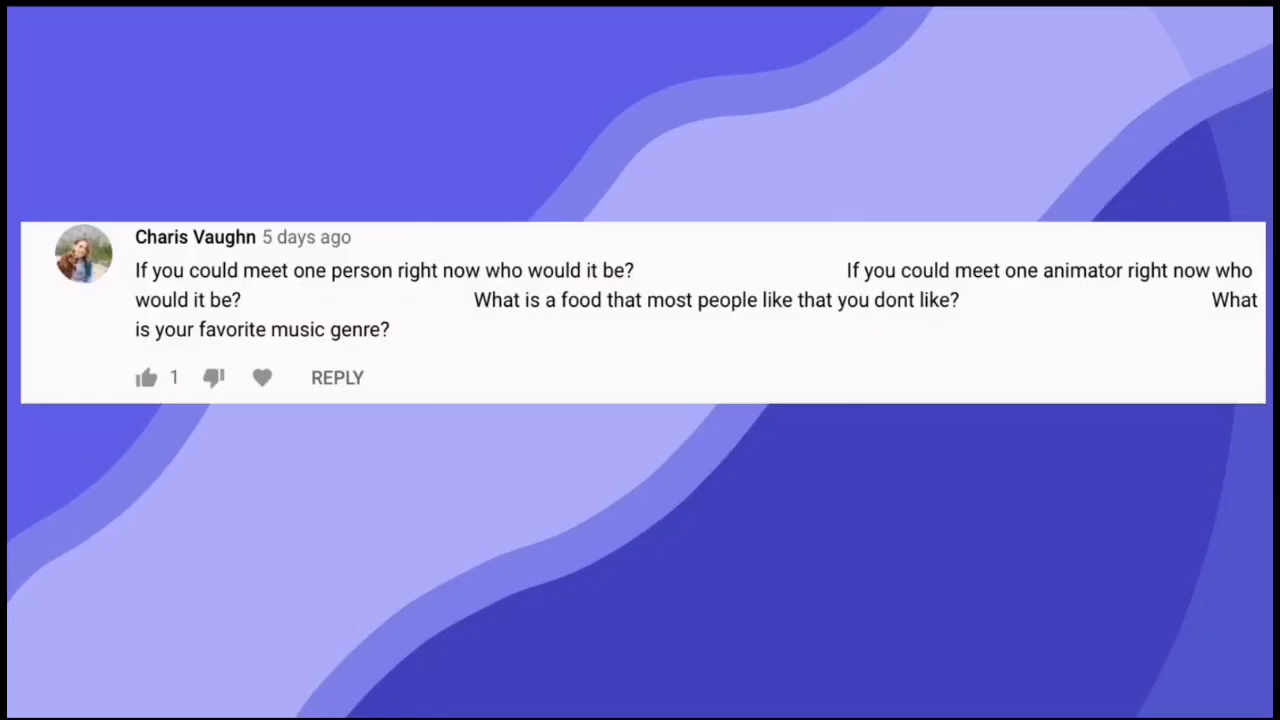 Charis Vaughn 5 days ago
If you could meet one person right now who would it be? If you could meet one animator right now who
would it be? What is a food that most people like that you dont like? What
is your favorite music genre?
1 REPLY